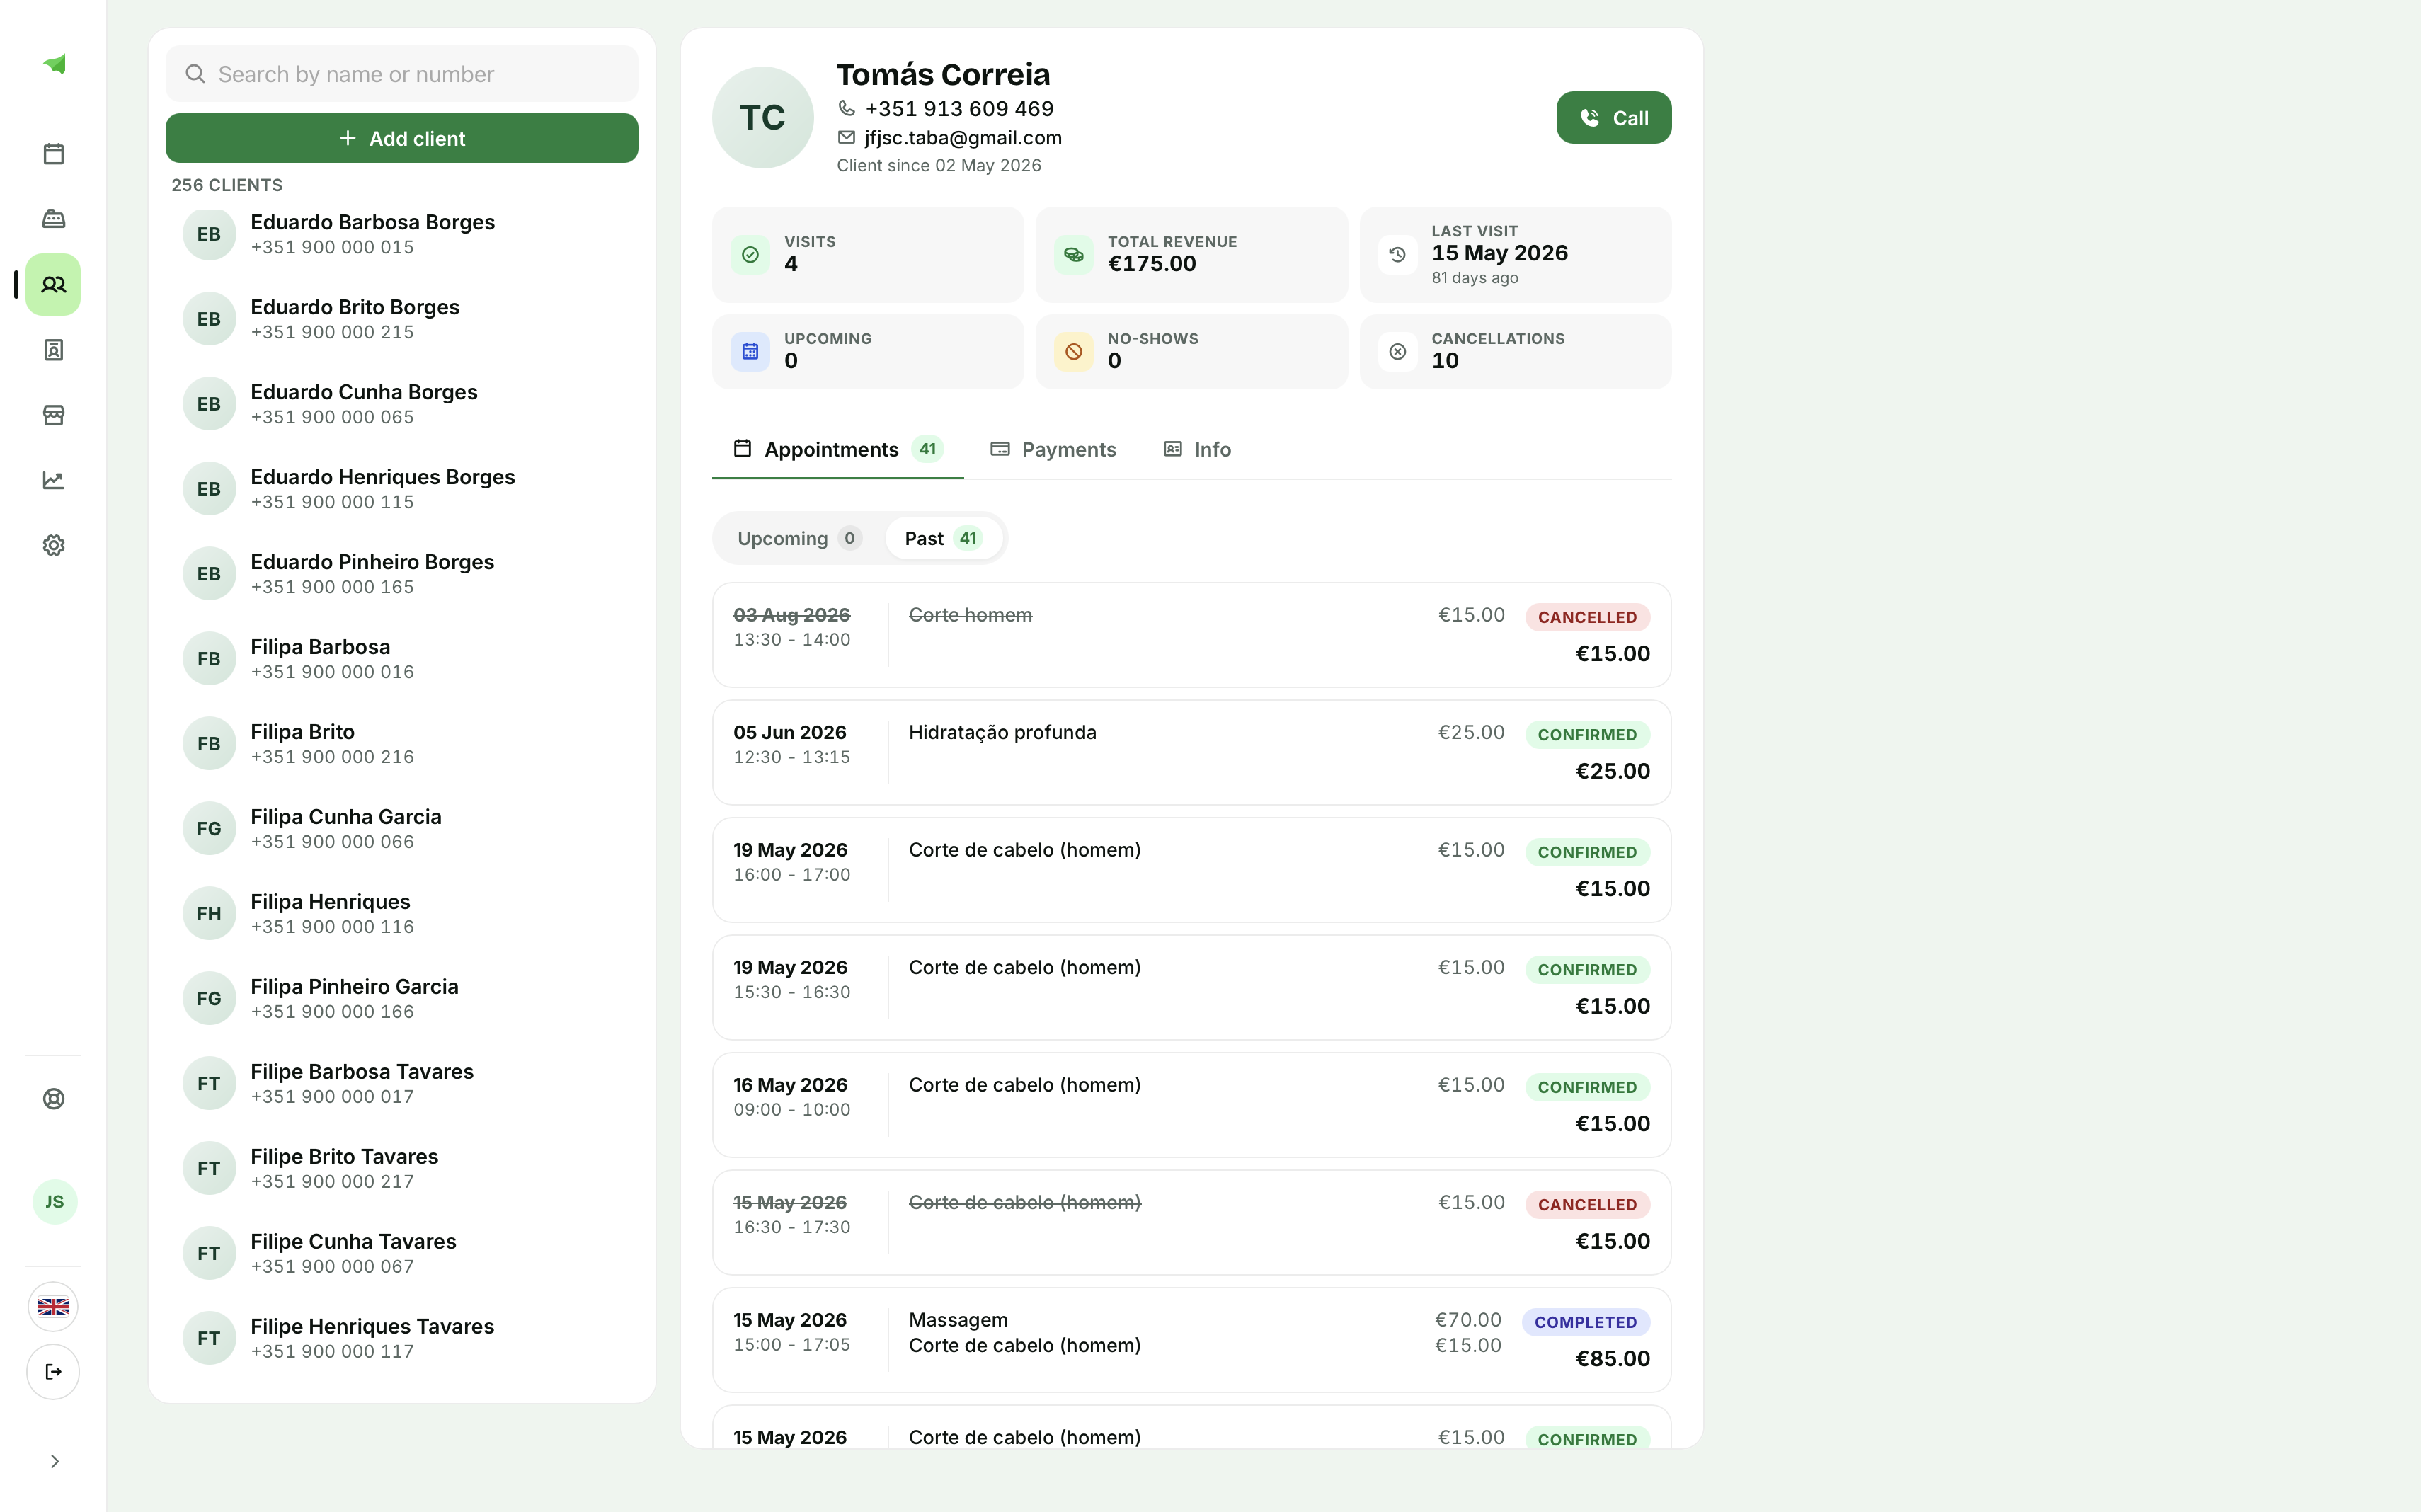 Search by name or number
+ Add client
256 CLIENTS
EB
Eduardo Barbosa Borges
+351 900 000 015
EB
Eduardo Brito Borges
+351 900 000 215
EB
Eduardo Cunha Borges
+351 900 000 065
EB
Eduardo Henriques Borges
+351 900 000 115
EB
Eduardo Pinheiro Borges
+351 900 000 165
FB
Filipa Barbosa
+351 900 000 016
FB
Filipa Brito
+351 900 000 216
FG
Filipa Cunha Garcia
+351 900 000 066
FH
Filipa Henriques
+351 900 000 116
FG
Filipa Pinheiro Garcia
+351 900 000 166
FT
Filipe Barbosa Tavares
+351 900 000 017
FT
Filipe Brito Tavares
+351 900 000 217
FT
Filipe Cunha Tavares
+351 900 000 067
FT
Filipe Henriques Tavares
+351 900 000 117
JS
TC
Tomás Correia
+351 913 609 469
jfjsc.taba@gmail.com
Client since 02 May 2026
Call
VISITS
4
TOTAL REVENUE
€175.00
LAST VISIT
15 May 2026
81 days ago
UPCOMING
0
NO-SHOWS
0
CANCELLATIONS
10
Appointments 41 Payments Info
Upcoming 0 Past 41
03 Aug 2026 Corte homem €15.00 CANCELLED
13:30 - 14:00 €15.00
05 Jun 2026 Hidratação profunda €25.00 CONFIRMED
12:30 - 13:15 €25.00
19 May 2026 Corte de cabelo (homem) €15.00 CONFIRMED
16:00 - 17:00 €15.00
19 May 2026 Corte de cabelo (homem) €15.00 CONFIRMED
15:30 - 16:30 €15.00
16 May 2026 Corte de cabelo (homem) €15.00 CONFIRMED
09:00 - 10:00 €15.00
15 May 2026 Corte de cabelo (homem) €15.00 CANCELLED
16:30 - 17:30 €15.00
15 May 2026 Massagem €70.00 COMPLETED
15:00 - 17:05 Corte de cabelo (homem) €15.00 €85.00
15 May 2026 Corte de cabelo (homem) €15.00 CONFIRMED